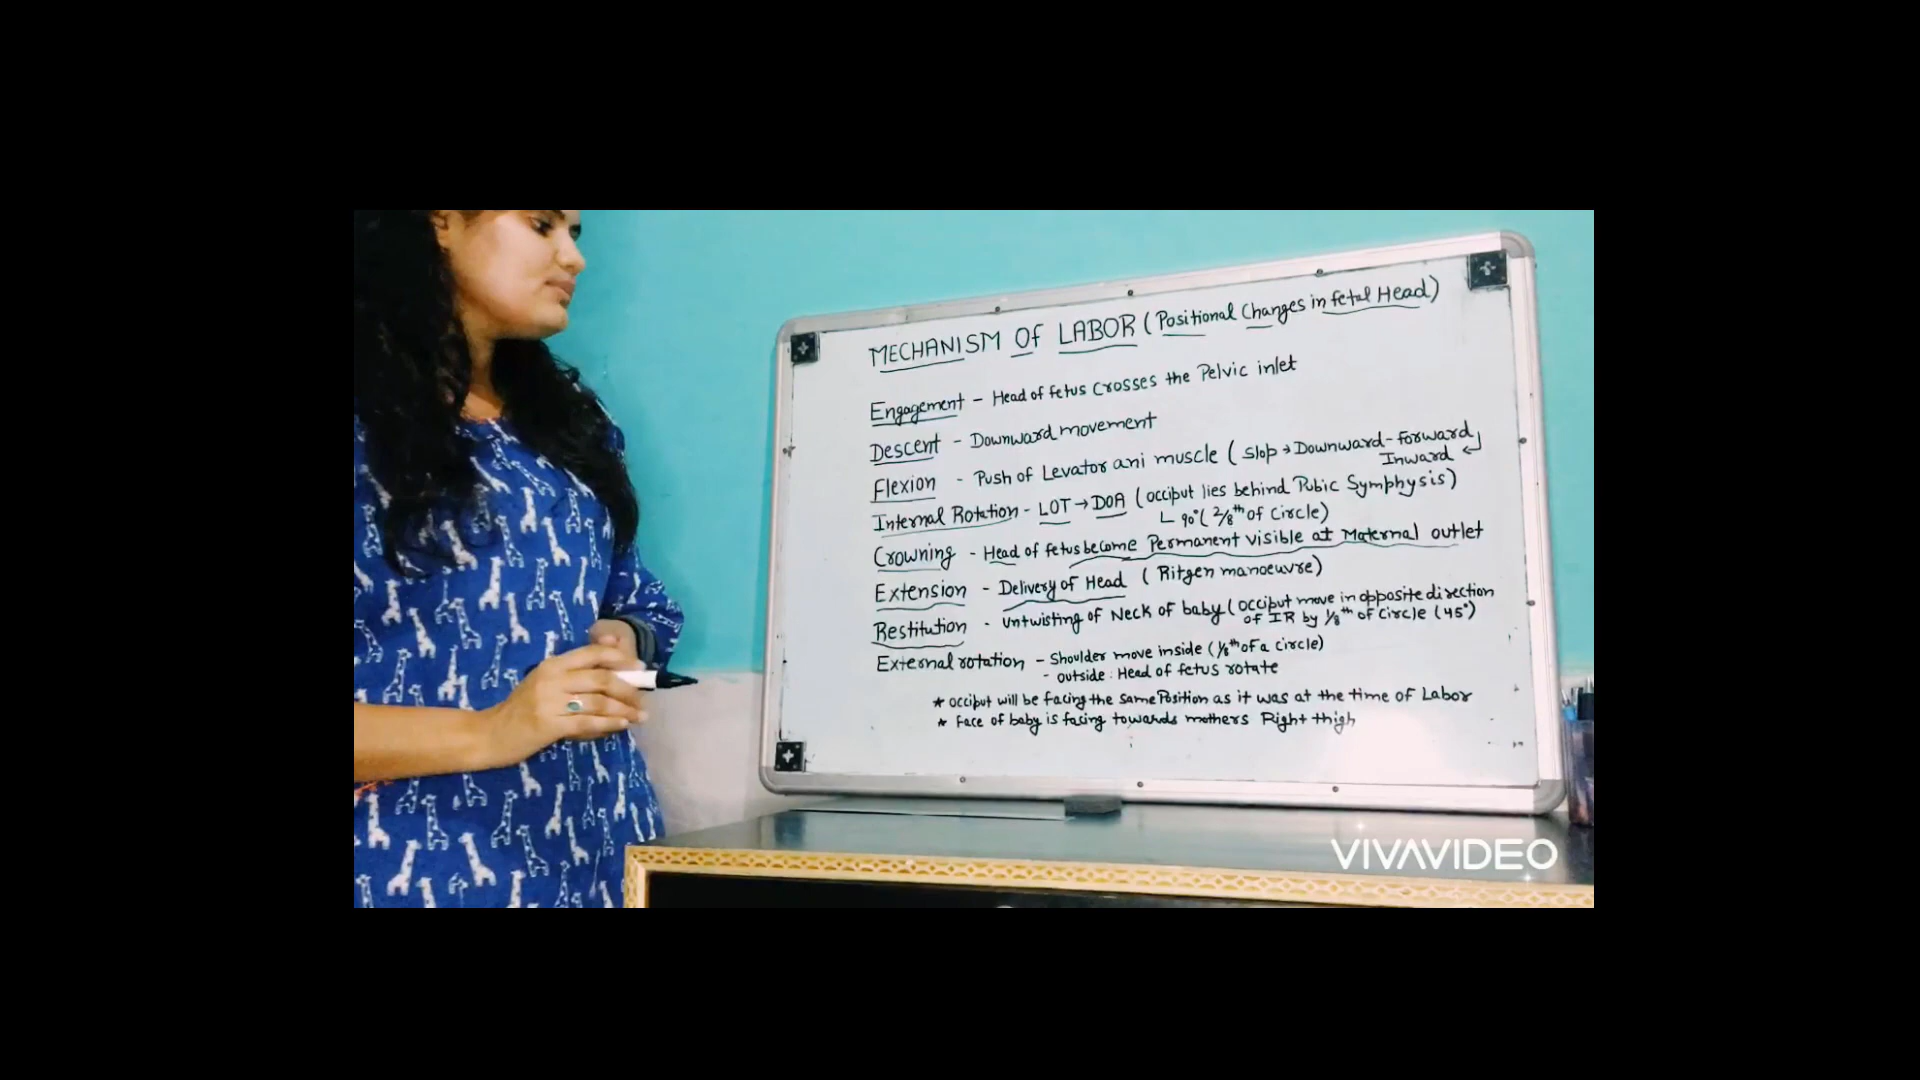 MECHANISM Of LABOR (Positional Changes in fetal Head)
Engagement - Head of fetus Crosses the Pelvic inlet
Descent - Downward movement
Flexion - Push of Levator ani muscle (Slop → Downward-forward
Inward
Internal Rotation - LOT → DOA (occiput lies behind Pubic Symphysis)
90° (2/8th of Circle)
Crowning - Head of fetus become Permanent visible at Maternal outlet
Extension - Delivery of Head (Ritgen manoeuvre)
Restitution - Untwisting of Neck of baby (occiput move in opposite direction
of IR by 1/8th of circle (45°)
External rotation - Shoulder move inside (1/8th of a circle)
- outside : Head of fetus rotate
* occiput will be facing the same Position as it was at the time of Labor
* Face of baby is facing towards mothers Right thigh
VIVAVIDEO